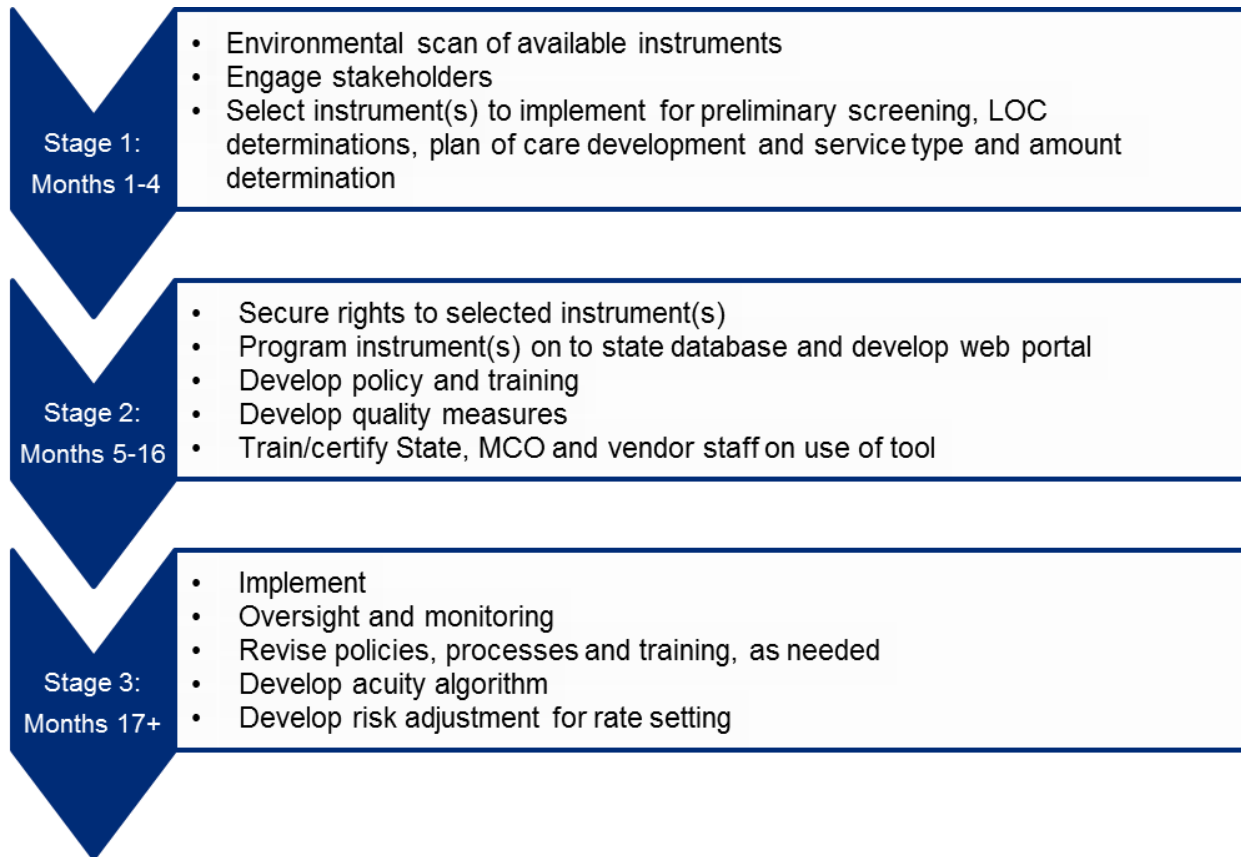 Stage 1:
Months 1-4
• Environmental scan of available instruments
• Engage stakeholders
• Select instrument(s) to implement for preliminary screening, LOC
determinations, plan of care development and service type and amount
determination
Stage 2:
Months 5-16
• Secure rights to selected instrument(s)
• Program instrument(s) on to state database and develop web portal
• Develop policy and training
• Develop quality measures
• Train/certify State, MCO and vendor staff on use of tool
Stage 3:
Months 17+
• Implement
• Oversight and monitoring
• Revise policies, processes and training, as needed
• Develop acuity algorithm
• Develop risk adjustment for rate setting